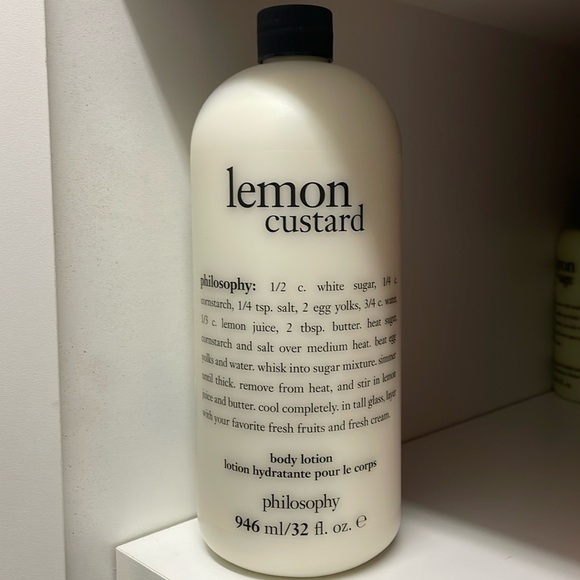 lemon
custard
philosophy: 1/2 c. white sugar, 1/4 c.
cornstarch, 1/4 tsp. salt, 2 egg yolks, 3/4 c. water,
1/3 c. lemon juice, 2 tbsp. butter. heat sugar,
cornstarch and salt over medium heat. beat egg
yolks and water. whisk into sugar mixture. simmer
until thick. remove from heat, and stir in lemon
juice and butter. cool completely. in tall glass, layer
with your favorite fresh fruits and fresh cream.
body lotion
lotion hydratante pour le corps
philosophy
946 ml/32 fl. oz. ℮